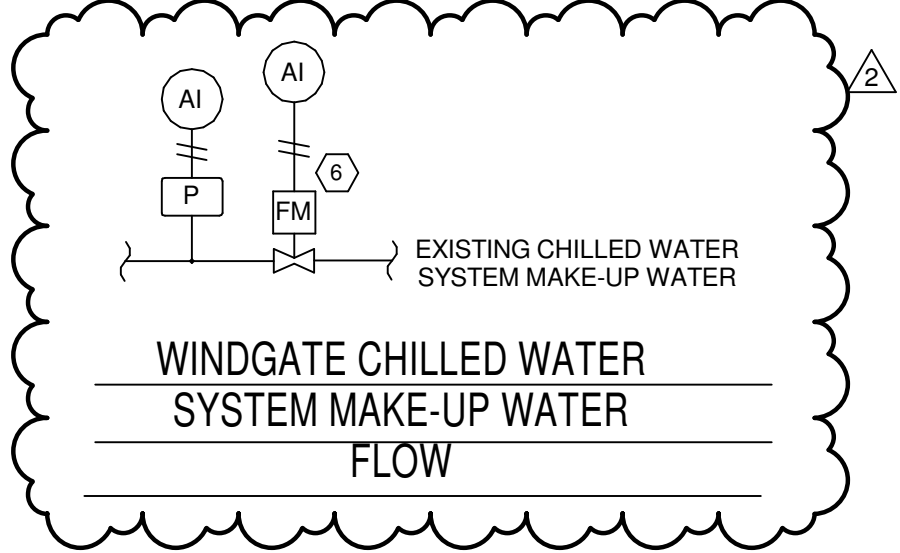 AI
AI
2
6
P
FM
EXISTING CHILLED WATER
SYSTEM MAKE-UP WATER
WINDGATE CHILLED WATER
SYSTEM MAKE-UP WATER
FLOW